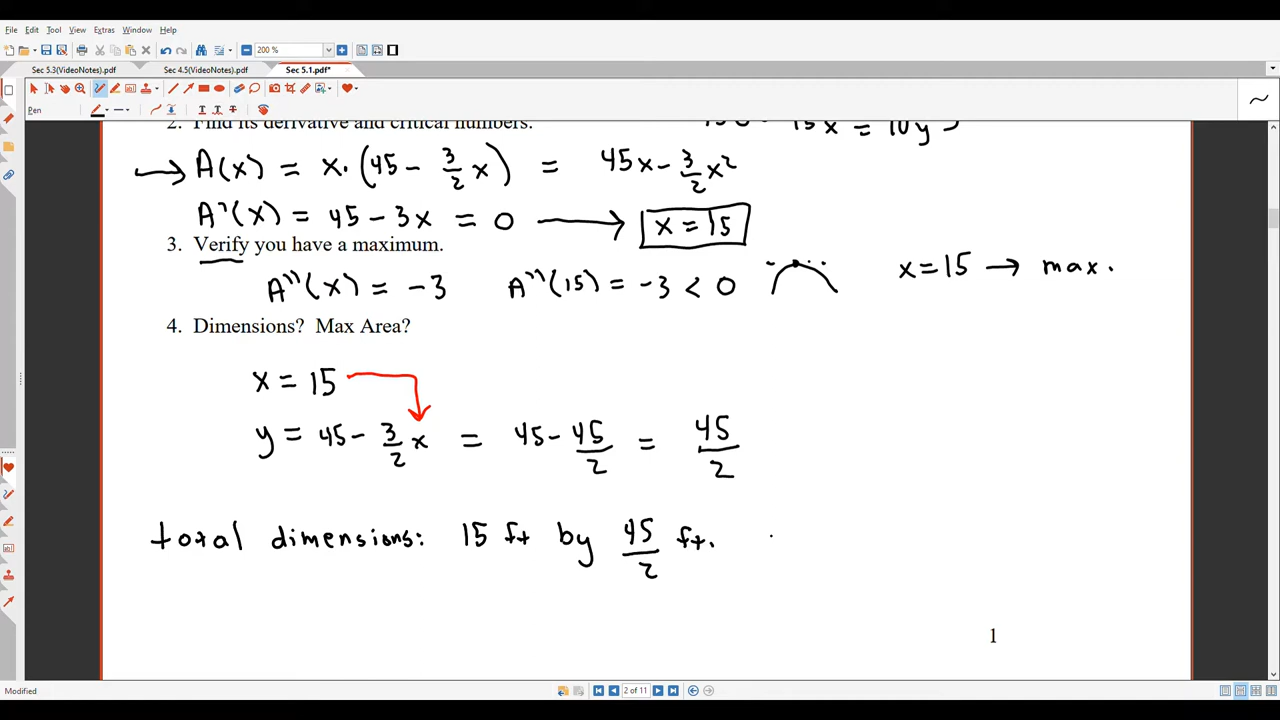 File Edit Tool View Extras Window Help
200 %
Sec 5.3(VideoNotes).pdf Sec 4.5(VideoNotes).pdf Sec 5.1.pdf*
Pen
2. Find its derivative and critical numbers.
15x = 10y
A(x) = x·(45 - 3/2 x) = 45x - 3/2 x²
A'(x) = 45 - 3x = 0 → x = 15
3. Verify you have a maximum.
A''(x) = -3 A''(15) = -3 < 0 x = 15 → max.
4. Dimensions? Max Area?
x = 15
y = 45 - 3/2 x = 45 - 45/2 = 45/2
total dimensions: 15 ft by 45/2 ft.
1
Modified
2 of 11